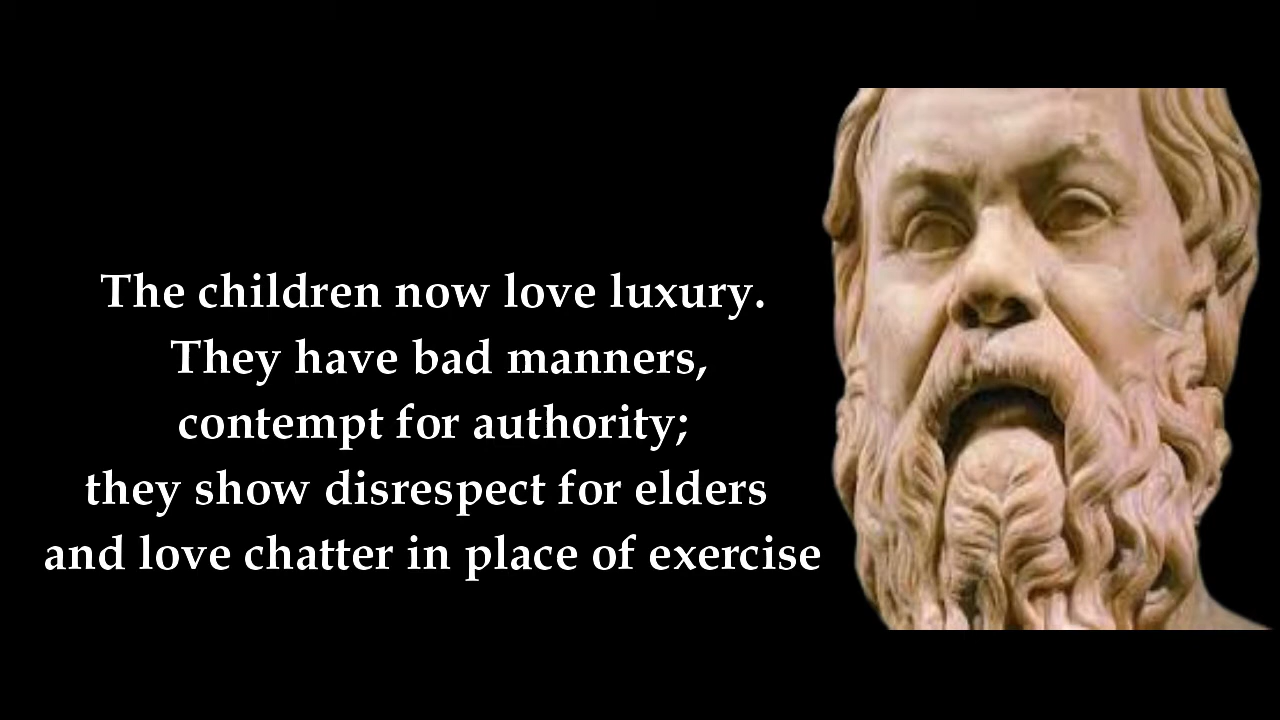 The children now love luxury.
They have bad manners,
contempt for authority;
they show disrespect for elders
and love chatter in place of exercise